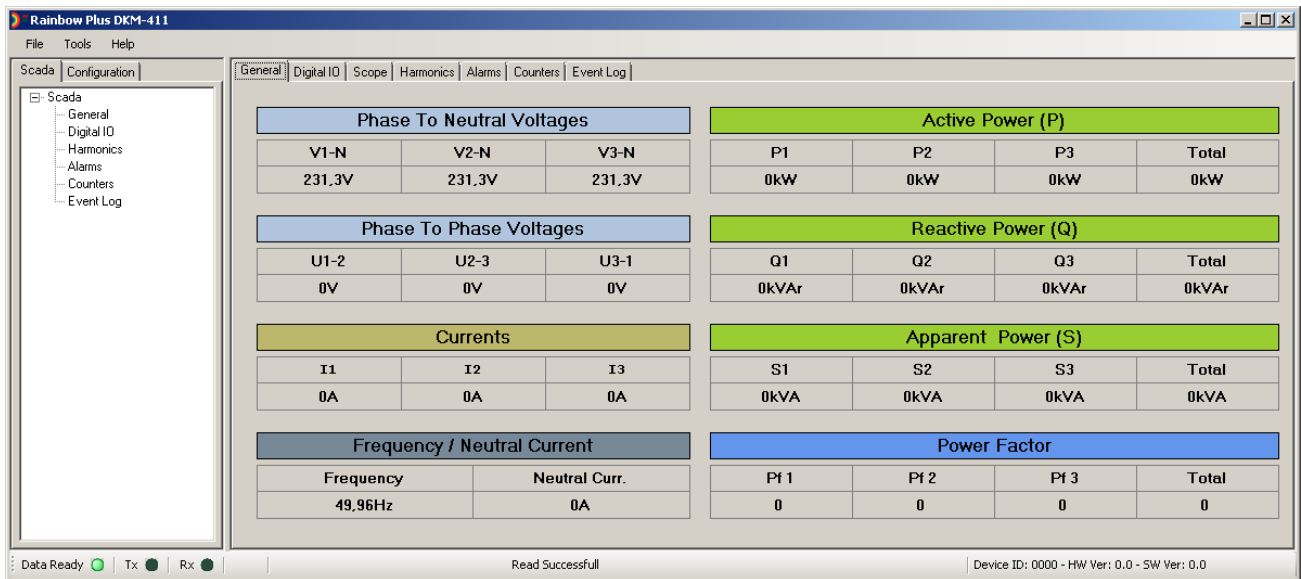 Rainbow Plus DKM-411
File Tools Help
Scada Configuration
Scada
General
Digital IO
Harmonics
Alarms
Counters
Event Log
General Digital IO Scope Harmonics Alarms Counters Event Log
Phase To Neutral Voltages
V1-N V2-N V3-N
231,3V 231,3V 231,3V
Phase To Phase Voltages
U1-2 U2-3 U3-1
0V 0V 0V
Currents
I1 I2 I3
0A 0A 0A
Frequency / Neutral Current
Frequency Neutral Curr.
49,96Hz 0A
Active Power (P)
P1 P2 P3 Total
0kW 0kW 0kW 0kW
Reactive Power (Q)
Q1 Q2 Q3 Total
0kVAr 0kVAr 0kVAr 0kVAr
Apparent Power (S)
S1 S2 S3 Total
0kVA 0kVA 0kVA 0kVA
Power Factor
Pf 1 Pf 2 Pf 3 Total
0 0 0 0
Data Ready Tx Rx Read Successfull Device ID: 0000 - HW Ver: 0.0 - SW Ver: 0.0